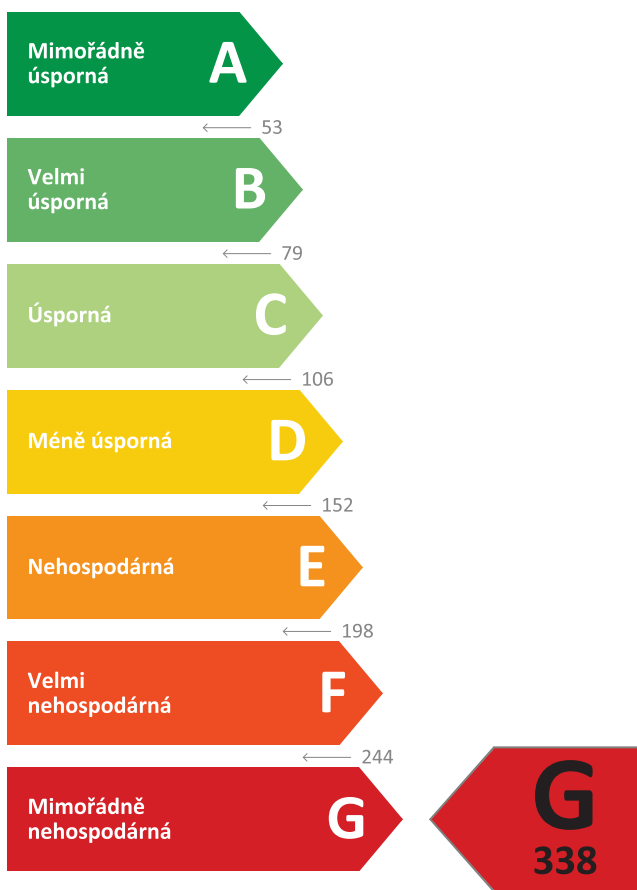 Mimořádně
úsporná
A
53
Velmi
úsporná
B
79
Úsporná
C
106
Méně úsporná
D
152
Nehospodárná
E
198
Velmi
nehospodárná
F
244
Mimořádně
nehospodárná
G
G
338